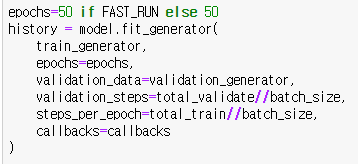 epochs=50 if FAST_RUN else 50
history = model.fit_generator(
    train_generator,
    epochs=epochs,
    validation_data=validation_generator,
    validation_steps=total_validate//batch_size,
    steps_per_epoch=total_train//batch_size,
    callbacks=callbacks
)